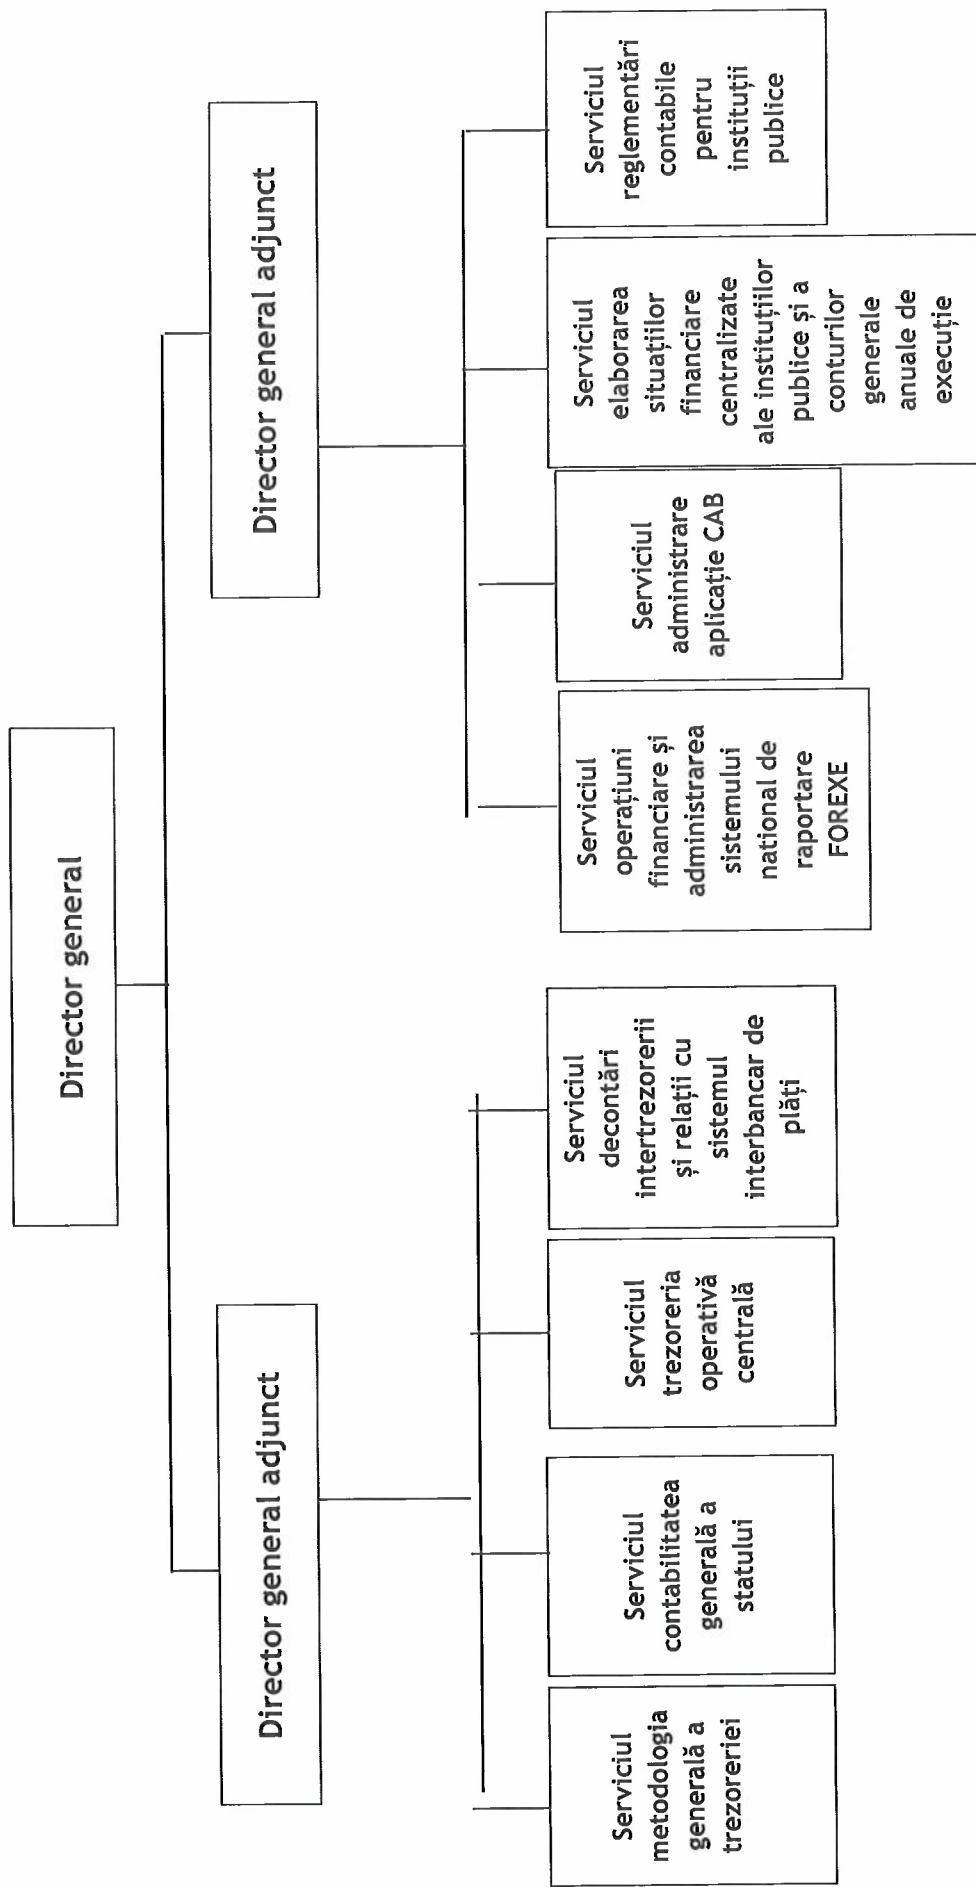 Director general
Director general adjunct
Director general adjunct
Serviciul
metodologia
generală a
trezoreriei
Serviciul
contabilitatea
generală a
statului
Serviciul
trezoreria
operativă
centrală
Serviciul
decontări
intertrezorerii
și relații cu
sistemul
interbancar de
plăți
Serviciul
operațiuni
financiare și
administrarea
sistemului
national de
raportare
FOREXE
Serviciul
administrare
aplicație CAB
Serviciul
elaborarea
situațiilor
financiare
centralizate
ale instituțiilor
publice și a
conturilor
generale
anuale de
execuție
Serviciul
reglementări
contabile
pentru
instituții
publice